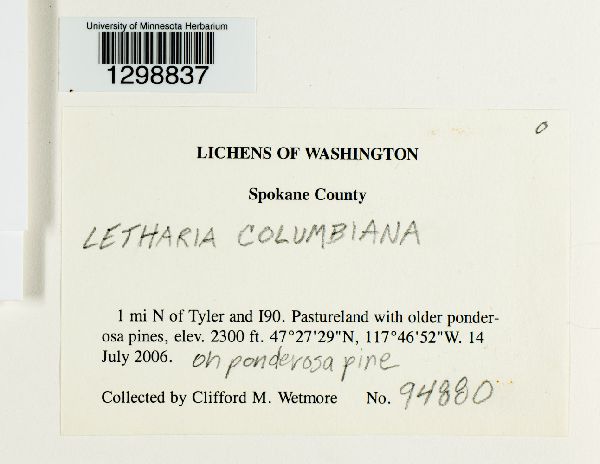 University of Minnesota Herbarium
1298837
o
LICHENS OF WASHINGTON
Spokane County
LETHARIA COLUMBIANA
1 mi N of Tyler and I90. Pastureland with older ponder-
osa pines, elev. 2300 ft. 47°27'29"N, 117°46'52"W. 14
July 2006. on ponderosa pine
Collected by Clifford M. Wetmore No. 94880